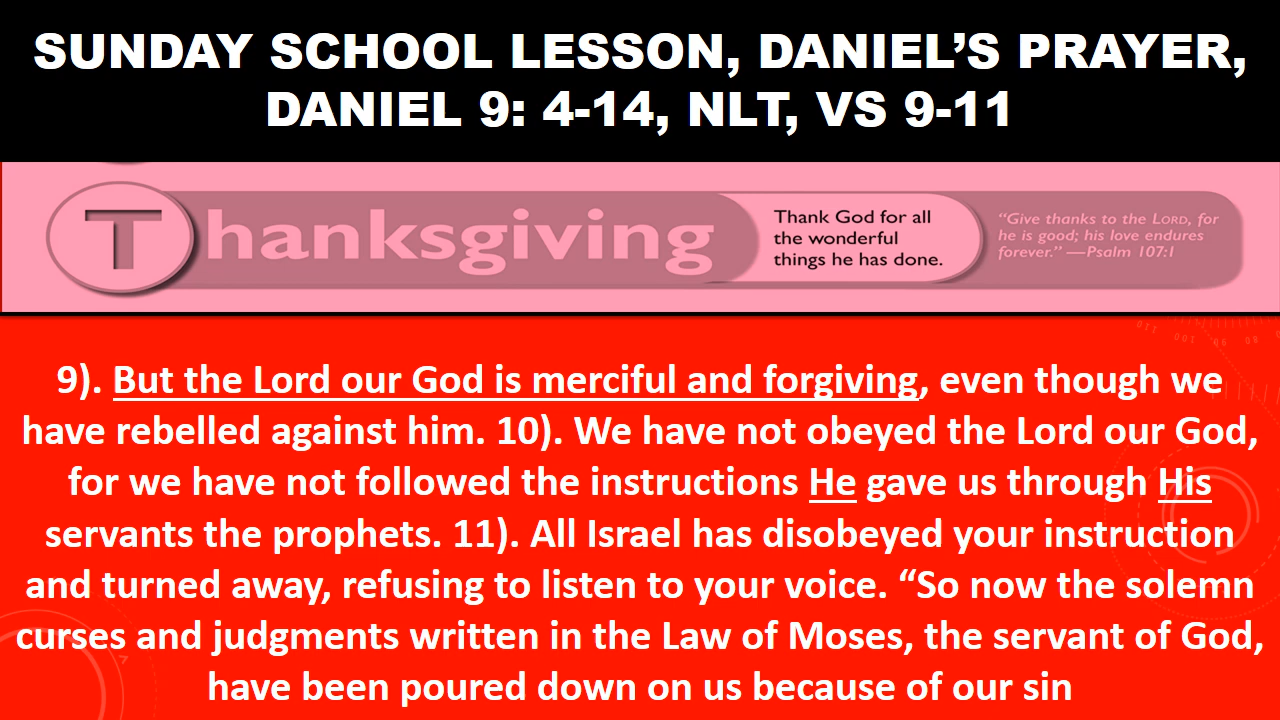 SUNDAY SCHOOL LESSON, DANIEL’S PRAYER,
DANIEL 9: 4-14, NLT, VS 9-11
Thanksgiving
Thank God for all
the wonderful
things he has done.
“Give thanks to the LORD, for
he is good; his love endures
forever.” —Psalm 107:1
9). But the Lord our God is merciful and forgiving, even though we
have rebelled against him. 10). We have not obeyed the Lord our God,
for we have not followed the instructions He gave us through His
servants the prophets. 11). All Israel has disobeyed your instruction
and turned away, refusing to listen to your voice. “So now the solemn
curses and judgments written in the Law of Moses, the servant of God,
have been poured down on us because of our sin